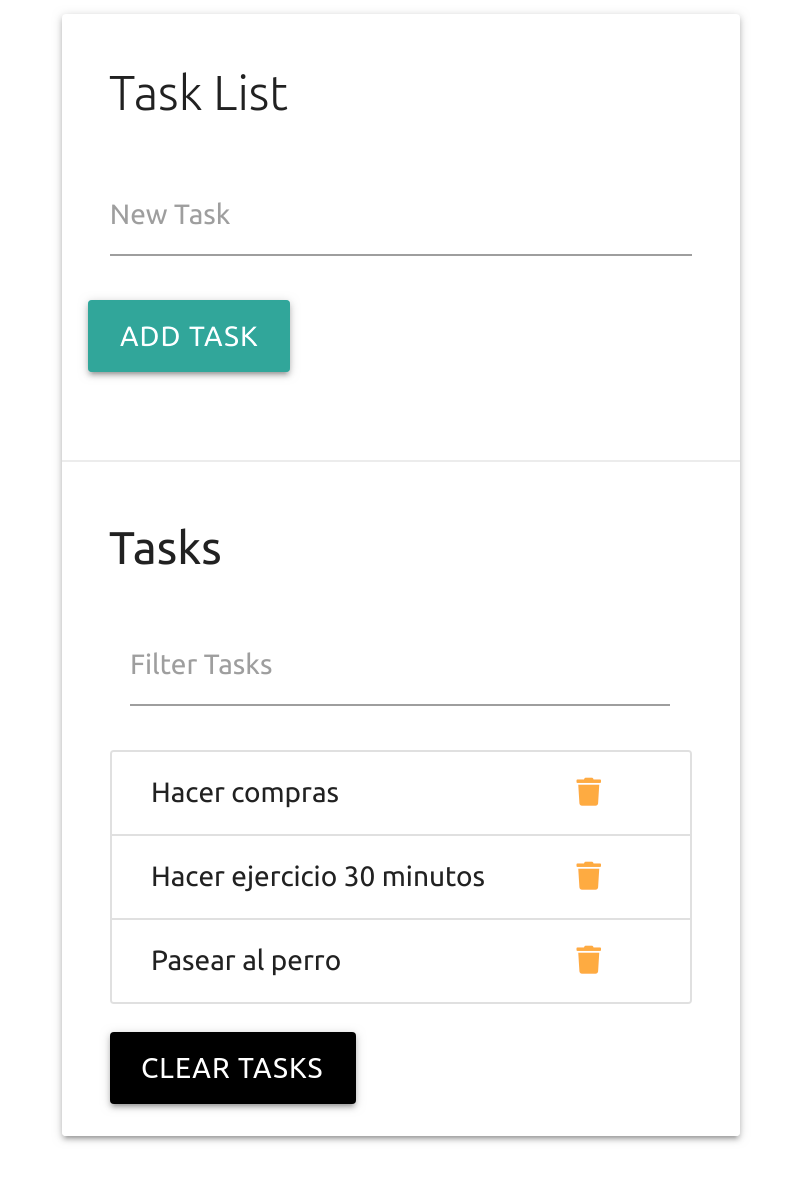 Task List
New Task
ADD TASK
Tasks
Filter Tasks
Hacer compras
Hacer ejercicio 30 minutos
Pasear al perro
CLEAR TASKS